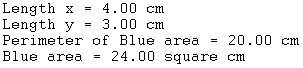 Length x = 4.00 cm
Length y = 3.00 cm
Perimeter of Blue area = 20.00 cm
Blue area = 24.00 square cm